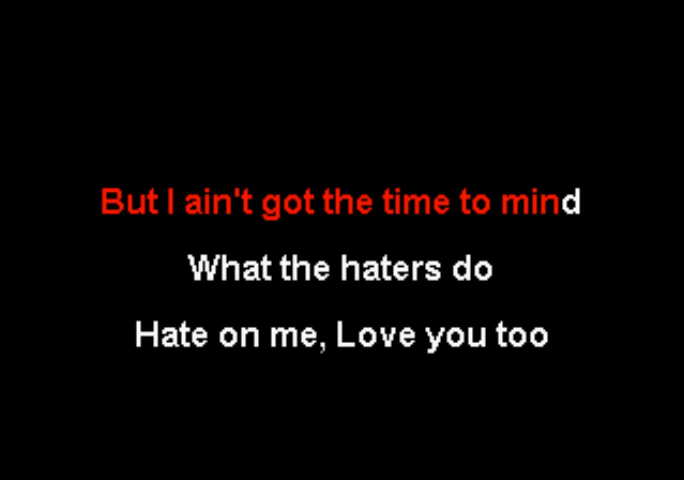 But I ain't got the time to mind
What the haters do
Hate on me, Love you too